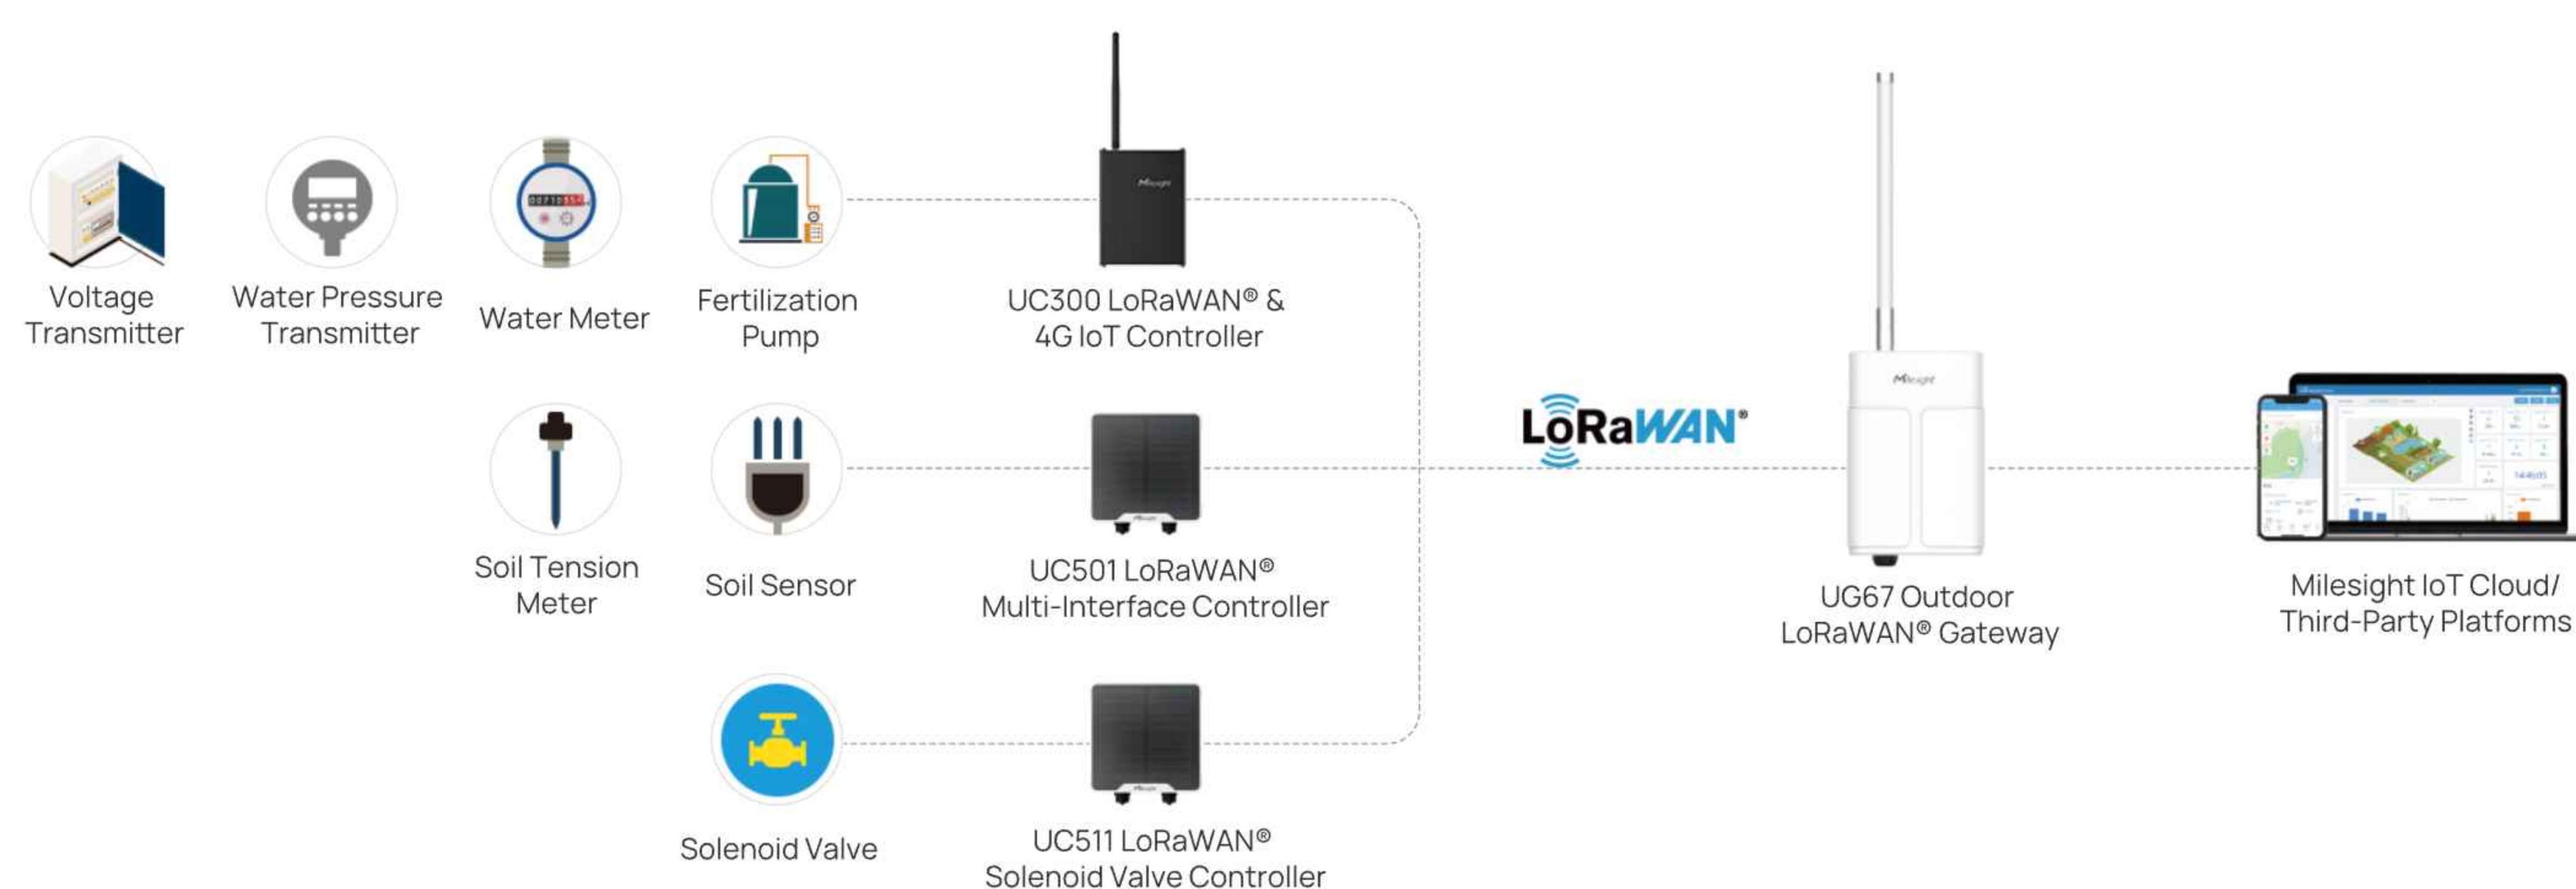 Milesight
Voltage
Transmitter
Water Pressure
Transmitter
Water Meter
Fertilization
Pump
UC300 LoRaWAN® &
4G IoT Controller
LoRaWAN®
Milesight
Soil Tension
Meter
Soil Sensor
UC501 LoRaWAN®
Multi-Interface Controller
UG67 Outdoor
LoRaWAN® Gateway
Milesight IoT Cloud/
Third-Party Platforms
Solenoid Valve
UC511 LoRaWAN®
Solenoid Valve Controller